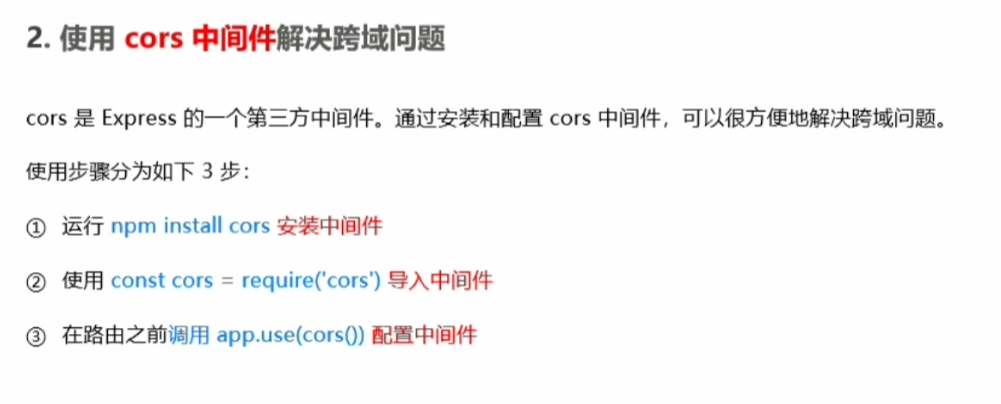 2. 使用 cors 中间件解决跨域问题
cors 是 Express 的一个第三方中间件。通过安装和配置 cors 中间件，可以很方便地解决跨域问题。
使用步骤分为如下 3 步：
① 运行 npm install cors 安装中间件
② 使用 const cors = require('cors') 导入中间件
③ 在路由之前调用 app.use(cors()) 配置中间件